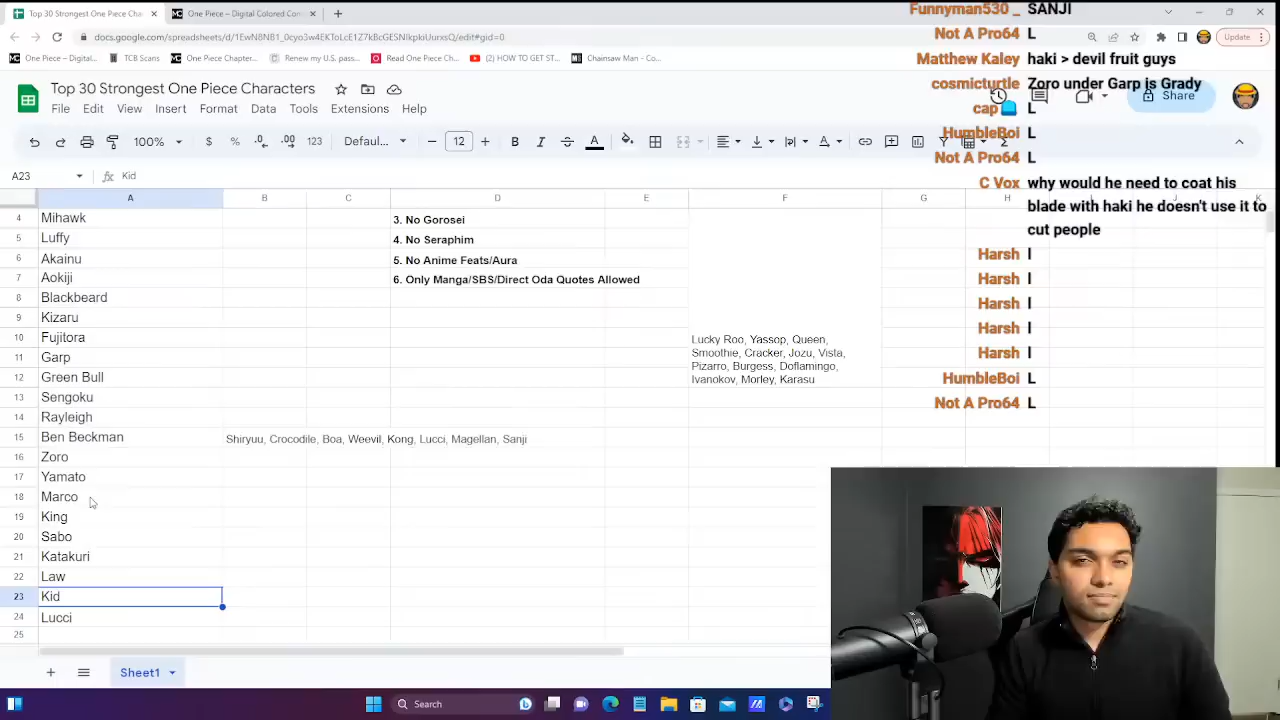 Top 30 Strongest One Piece Cha
One Piece – Digital Colored Con
docs.google.com/spreadsheets/d/1EwN8NB1_0cyo3w4EKToLcE1Z7kBcGESNIkploUurxsQ/edit#gid=0
Update
One Piece – Digital...
TCB Scans
One Piece Chapter...
Renew my U.S. pass...
Read One Piece Ch...
(2) HOW TO GET ST...
Chainsaw Man – Co...
Top 30 Strongest One Piece Characters
File Edit View Insert Format Data Tools Extensions Help
Share
100% $ % 123 Defaul... 12 B I A
A23 Kid
A B C D E F G H K
4 Mihawk
5 Luffy
6 Akainu
7 Aokiji
8 Blackbeard
9 Kizaru
10 Fujitora
11 Garp
12 Green Bull
13 Sengoku
14 Rayleigh
15 Ben Beckman
16 Zoro
17 Yamato
18 Marco
19 King
20 Sabo
21 Katakuri
22 Law
23 Kid
24 Lucci
25
Shiryuu, Crocodile, Boa, Weevil, Kong, Lucci, Magellan, Sanji
3. No Gorosei
4. No Seraphim
5. No Anime Feats/Aura
6. Only Manga/SBS/Direct Oda Quotes Allowed
Lucky Roo, Yassop, Queen,
Smoothie, Cracker, Jozu, Vista,
Pizarro, Burgess, Doflamingo,
Ivanokov, Morley, Karasu
Funnyman530 _ SANJI
Not A Pro64 L
Matthew Kaley haki > devil fruit guys
cosmicturtle Zoro under Garp is Grady
cap L
HumbleBoi L
Not A Pro64 L
C Vox why would he need to coat his
blade with haki he doesn't use it to
cut people
Harsh l
Harsh l
Harsh l
Harsh l
Harsh l
HumbleBoi L
Not A Pro64 L
Sheet1
Search